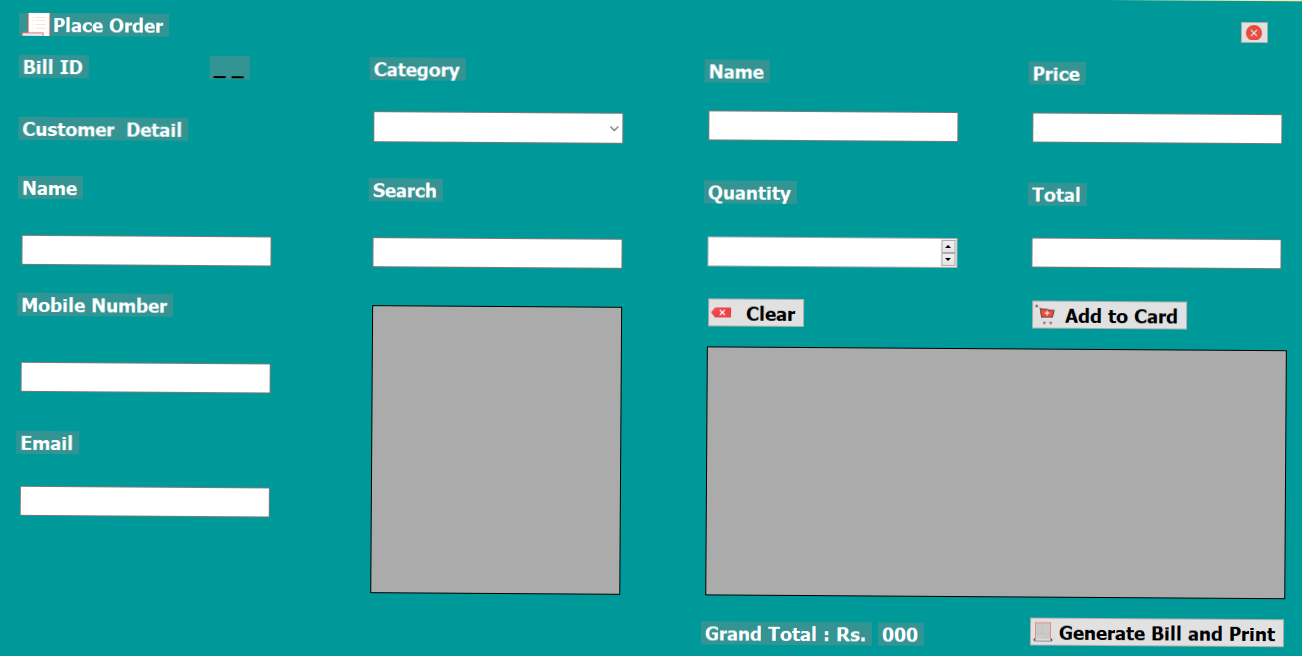 Place Order
Bill ID
_ _
Category
Name
Price
Customer Detail
Name
Search
Quantity
Total
Mobile Number
Clear
Add to Card
Email
Grand Total : Rs. 000
Generate Bill and Print